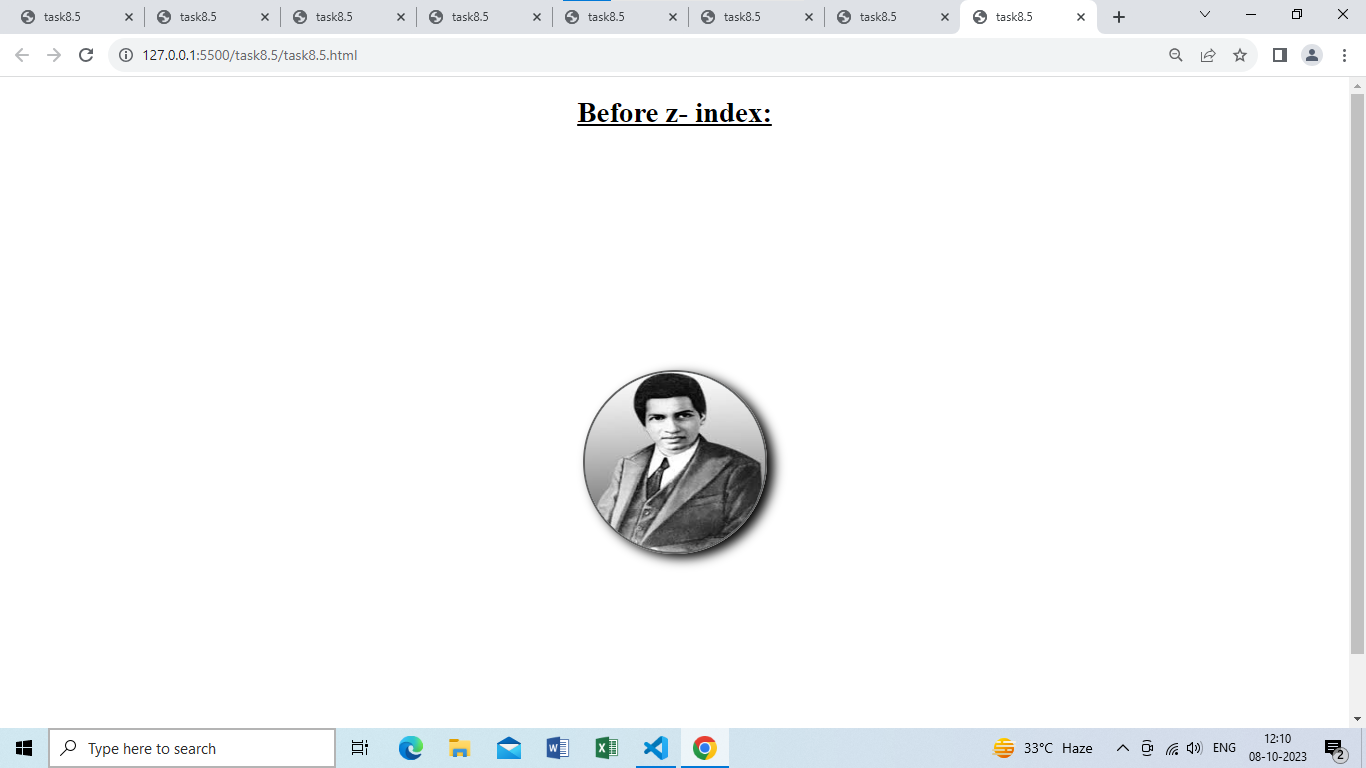 task8.5 task8.5 task8.5 task8.5 task8.5 task8.5 task8.5 task8.5
127.0.0.1:5500/task8.5/task8.5.html
Before z- index:
Type here to search
33°C Haze
ENG
12:10
08-10-2023
2